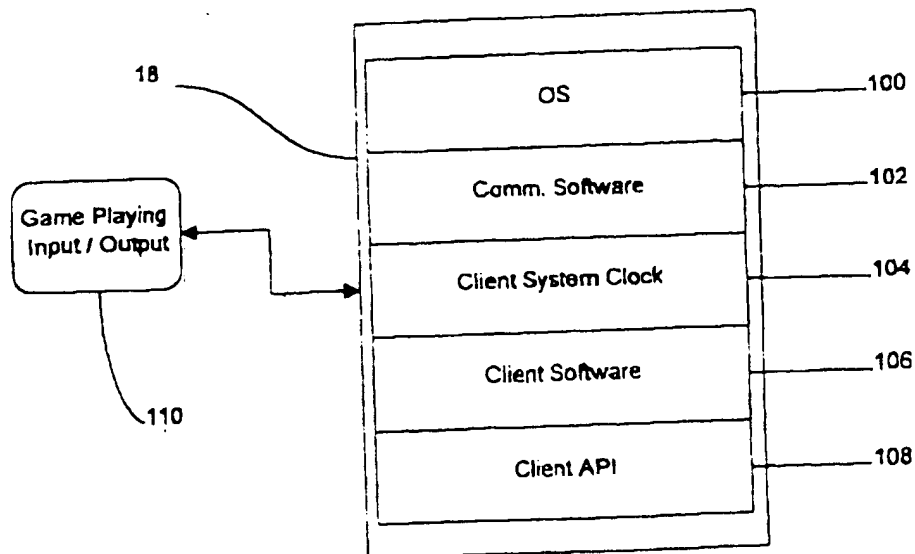 18
OS
100
Comm. Software
102
Game Playing
Input / Output
Client System Clock
104
Client Software
106
110
Client API
108